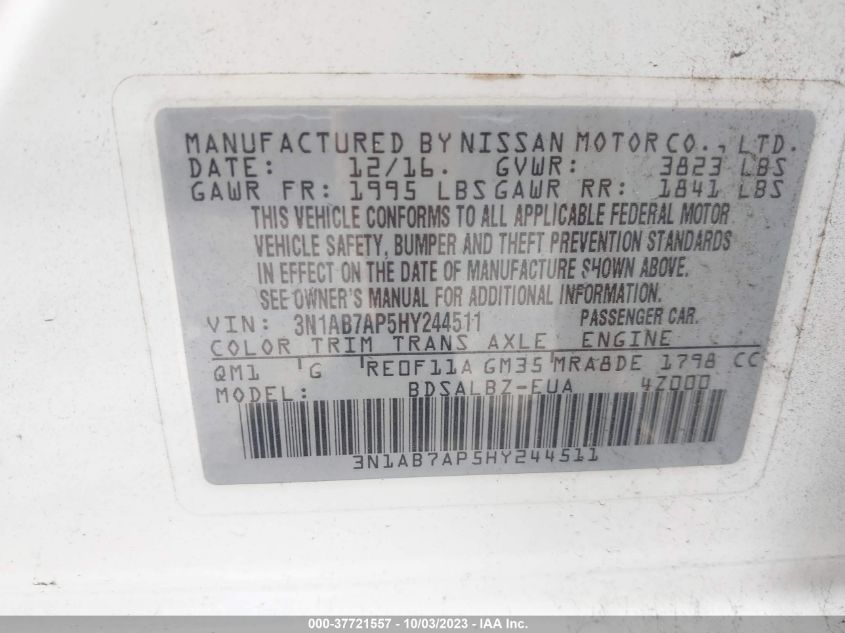 MANUFACTURED BY NISSAN MOTOR CO., LTD.
DATE: 12/16. GVWR: 3823 LBS
GAWR FR: 1995 LBS GAWR RR: 1841 LBS
THIS VEHICLE CONFORMS TO ALL APPLICABLE FEDERAL MOTOR
VEHICLE SAFETY, BUMPER AND THEFT PREVENTION STANDARDS
IN EFFECT ON THE DATE OF MANUFACTURE SHOWN ABOVE.
SEE OWNER'S MANUAL FOR ADDITIONAL INFORMATION.
VIN: 3N1AB7AP5HY244511 PASSENGER CAR.
COLOR TRIM TRANS AXLE ENGINE
QM1 G RE0F11A GM35 MRA8DE 1798 CC
MODEL: BDSALBZ-EUA 4Z000
3N1AB7AP5HY244511
000-37721557 - 10/03/2023 - IAA Inc.